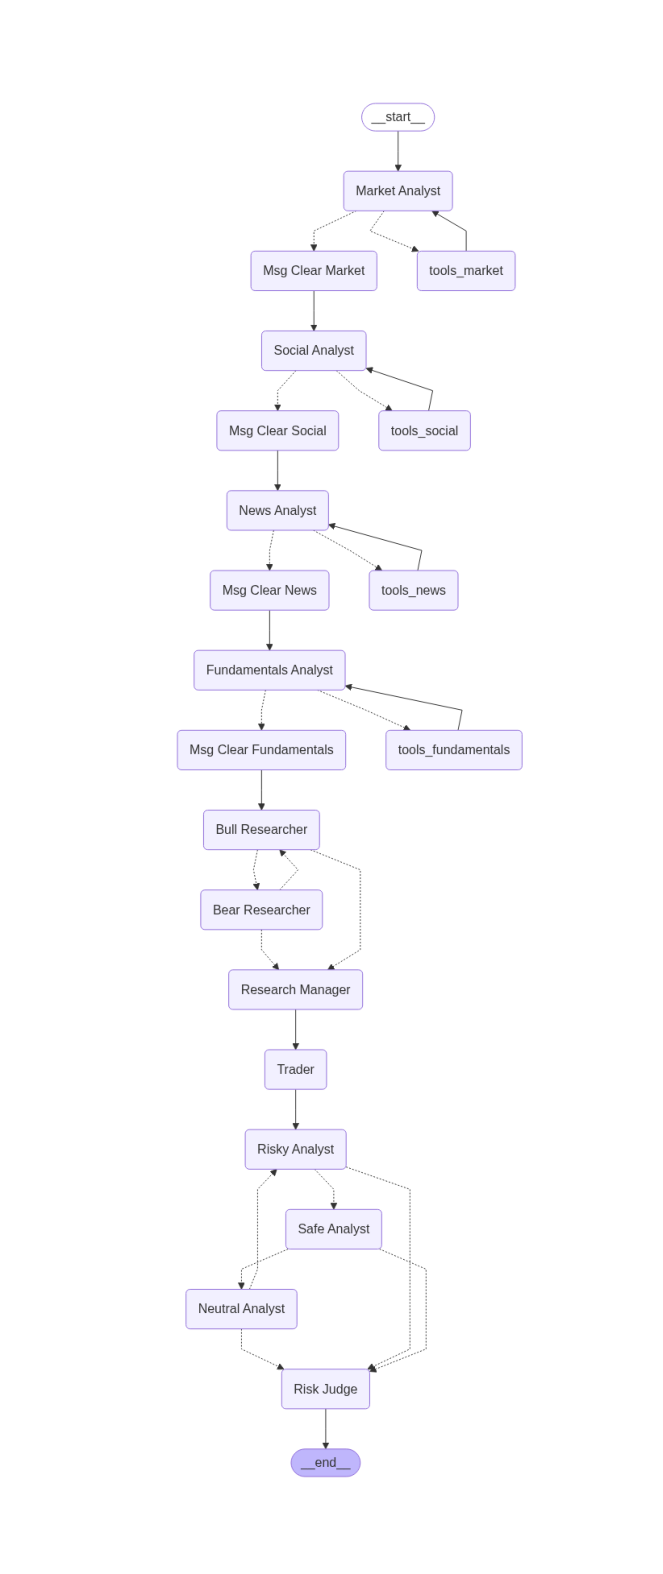 __start__
Market Analyst
Msg Clear Market
tools_market
Social Analyst
Msg Clear Social
tools_social
News Analyst
Msg Clear News
tools_news
Fundamentals Analyst
Msg Clear Fundamentals
tools_fundamentals
Bull Researcher
Bear Researcher
Research Manager
Trader
Risky Analyst
Safe Analyst
Neutral Analyst
Risk Judge
__end__